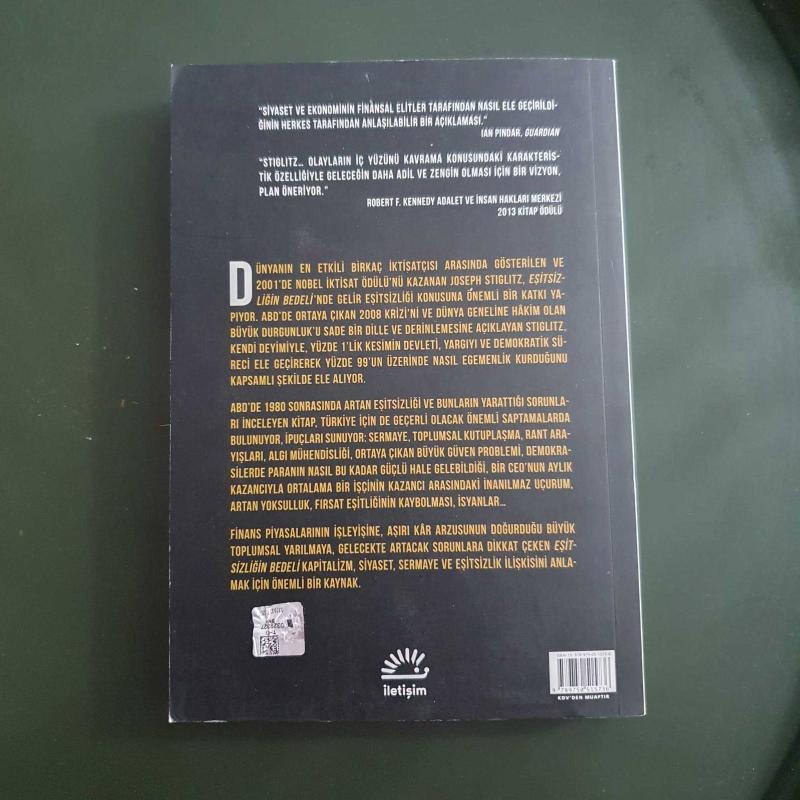 "SİYASET VE EKONOMİNİN FİNANSAL ELİTLER TARAFINDAN NASIL ELE GEÇİRİLDİ-
ĞİNİN HERKES TARAFINDAN ANLAŞILABİLİR BİR AÇIKLAMASI."
IAN PINDAR, GUARDIAN
"STIGLITZ... OLAYLARIN İÇ YÜZÜNÜ KAVRAMA KONUSUNDAKİ KARAKTERİS-
TİK ÖZELLİĞİYLE GELECEĞİN DAHA ADİL VE ZENGİN OLMASI İÇİN BİR VİZYON,
PLAN ÖNERİYOR."
ROBERT F. KENNEDY ADALET VE İNSAN HAKLARI MERKEZİ
2013 KİTAP ÖDÜLÜ
DÜNYANIN EN ETKİLİ BİRKAÇ İKTİSATÇISI ARASINDA GÖSTERİLEN VE
2001'DE NOBEL İKTİSAT ÖDÜLÜ'NÜ KAZANAN JOSEPH STIGLITZ, EŞİTSİZ-
LİĞİN BEDELİ'NDE GELİR EŞİTSİZLİĞİ KONUSUNA ÖNEMLİ BİR KATKI YA-
PIYOR. ABD'DE ORTAYA ÇIKAN 2008 KRİZİ'Nİ VE DÜNYA GENELİNE HÂKİM OLAN
BÜYÜK DURGUNLUK'U SADE BİR DİLLE VE DERİNLEMESİNE AÇIKLAYAN STIGLITZ,
KENDİ DEYİMİYLE, YÜZDE 1'LİK KESİMİN DEVLETİ, YARGIYI VE DEMOKRATİK SÜ-
RECİ ELE GEÇİREREK YÜZDE 99'UN ÜZERİNDE NASIL EGEMENLİK KURDUĞUNU
KAPSAMLI ŞEKİLDE ELE ALIYOR.
ABD'DE 1980 SONRASINDA ARTAN EŞİTSİZLİĞİ VE BUNLARIN YARATTIĞI SORUNLA-
RI İNCELEYEN KİTAP, TÜRKİYE İÇİN DE GEÇERLİ OLACAK ÖNEMLİ SAPTAMALARDA
BULUNUYOR, İPUÇLARI SUNUYOR: SERMAYE, TOPLUMSAL KUTUPLAŞMA, RANT ARA-
YIŞLARI, ALGI MÜHENDİSLİĞİ, ORTAYA ÇIKAN BÜYÜK GÜVEN PROBLEMİ, DEMOKRA-
SİLERDE PARANIN NASIL BU KADAR GÜÇLÜ HALE GELEBİLDİĞİ, BİR CEO'NUN AYLIK
KAZANCIYLA ORTALAMA BİR İŞÇİNİN KAZANCI ARASINDAKİ İNANILMAZ UÇURUM,
ARTAN YOKSULLUK, FIRSAT EŞİTLİĞİNİN KAYBOLMASI, İSYANLAR...
FİNANS PİYASALARININ İŞLEYİŞİNE, AŞIRI KÂR ARZUSUNUN DOĞURDUĞU BÜYÜK
TOPLUMSAL YARILMAYA, GELECEKTE ARTACAK SORUNLARA DİKKAT ÇEKEN EŞİT-
SİZLİĞİN BEDELİ KAPİTALİZM, SİYASET, SERMAYE VE EŞİTSİZLİK İLİŞKİSİNİ ANLA-
MAK İÇİN ÖNEMLİ BİR KAYNAK.
iletişim
9 789750 515736
KDV'DEN MUAFTIR